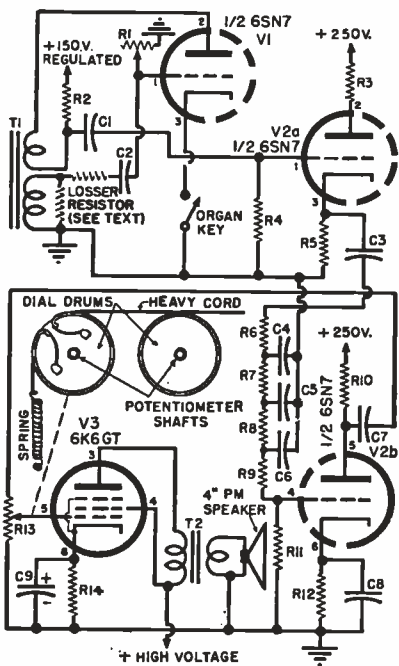 1/2 6SN7
V1
2
1
3
+150V.
REGULATED
R1
R2
C1
C2
T1
LOSSER
RESISTOR
(SEE TEXT)
ORGAN
KEY
R4
+250V.
R3
2
V2a
1/2 6SN7
1
3
R5
C3
DIAL DRUMS
HEAVY CORD
POTENTIOMETER
SHAFTS
SPRING
R6
C4
R7
C5
R8
C6
R9
+250V.
R10
1/2 6SN7
5
C7
V2b
4
6
V3
6K6GT
3
5
4
8
R13
C9
+
-
R14
T2
4" PM
SPEAKER
R11
R12
C8
+ HIGH VOLTAGE